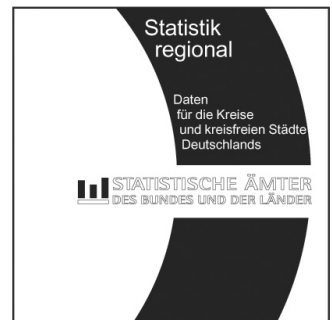 Statistik
regional
Daten
für die Kreise
und kreisfreien Städte
Deutschlands
STATISTISCHE ÄMTER
DES BUNDES UND DER LÄNDER